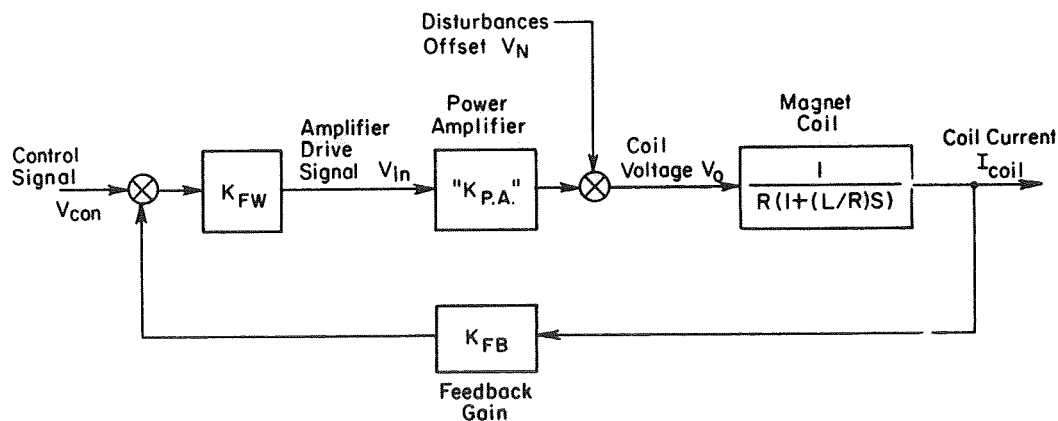 Disturbances
Offset V_N
Power
Amplifier
Magnet
Coil
Control
Signal
V_con
K_FW
Amplifier
Drive
Signal V_in
"K_P.A."
Coil
Voltage V_o
1
R(1+(L/R)S)
Coil Current
I_coil
K_FB
Feedback
Gain